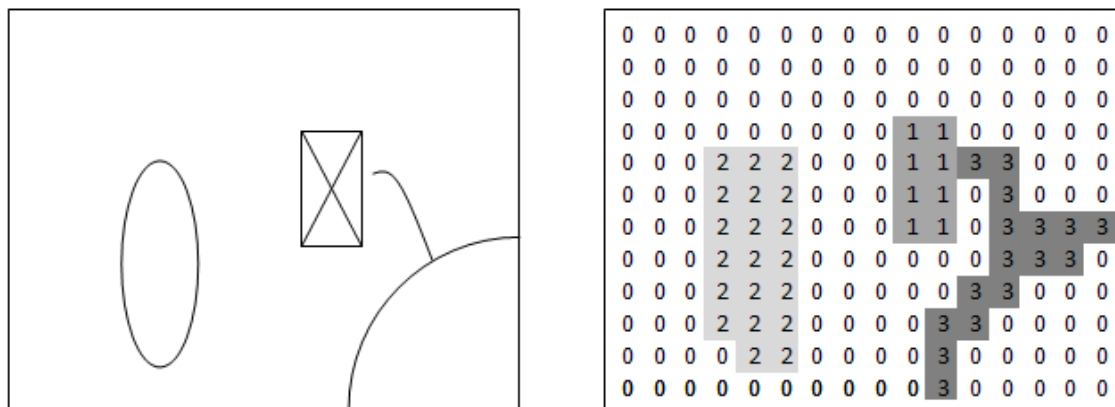 0 0 0 0 0 0 0 0 0 0 0 0 0 0 0 0
0 0 0 0 0 0 0 0 0 0 0 0 0 0 0 0
0 0 0 0 0 0 0 0 0 0 0 0 0 0 0 0
0 0 0 0 0 0 0 0 0 1 1 0 0 0 0 0
0 0 0 2 2 2 0 0 0 1 1 3 3 0 0 0
0 0 0 2 2 2 0 0 0 1 1 0 3 0 0 0
0 0 0 2 2 2 0 0 0 1 1 0 3 3 3 3
0 0 0 2 2 2 0 0 0 0 0 0 3 3 3 0
0 0 0 2 2 2 0 0 0 0 0 3 3 0 0 0
0 0 0 2 2 2 0 0 0 0 3 3 0 0 0 0
0 0 0 0 2 2 0 0 0 0 3 0 0 0 0 0
0 0 0 0 0 0 0 0 0 0 3 0 0 0 0 0